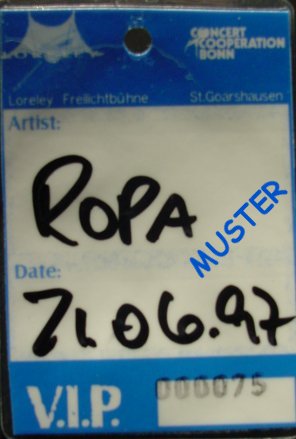 CONCERT
COOPERATION
BONN
Loreley Freilichtbühne St.Goarshausen
Artist:
ROPA
MUSTER
Date:
21.06.97
000075
V.I.P.